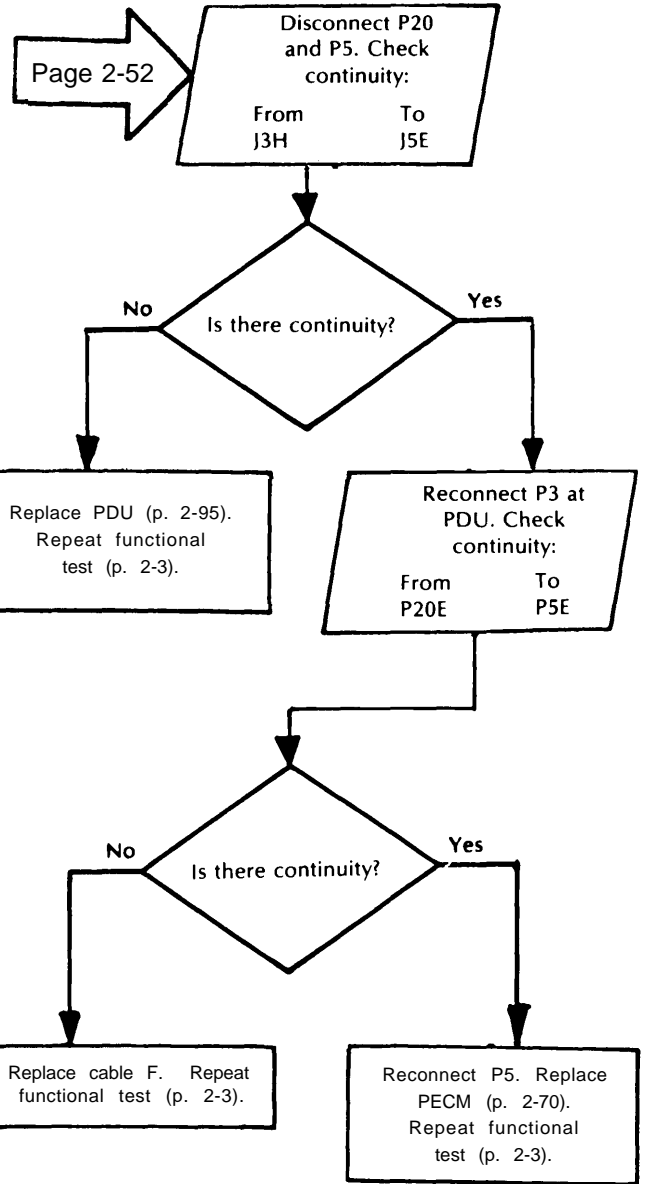 Page 2-52
Disconnect P20
and P5. Check
continuity:
From To
J3H J5E
No
Yes
Is there continuity?
Replace PDU (p. 2-95).
Repeat functional
test (p. 2-3).
Reconnect P3 at
PDU. Check
continuity:
From To
P20E P5E
No
Yes
Is there continuity?
Replace cable F. Repeat
functional test (p. 2-3).
Reconnect P5. Replace
PECM (p. 2-70).
Repeat functional
test (p. 2-3).